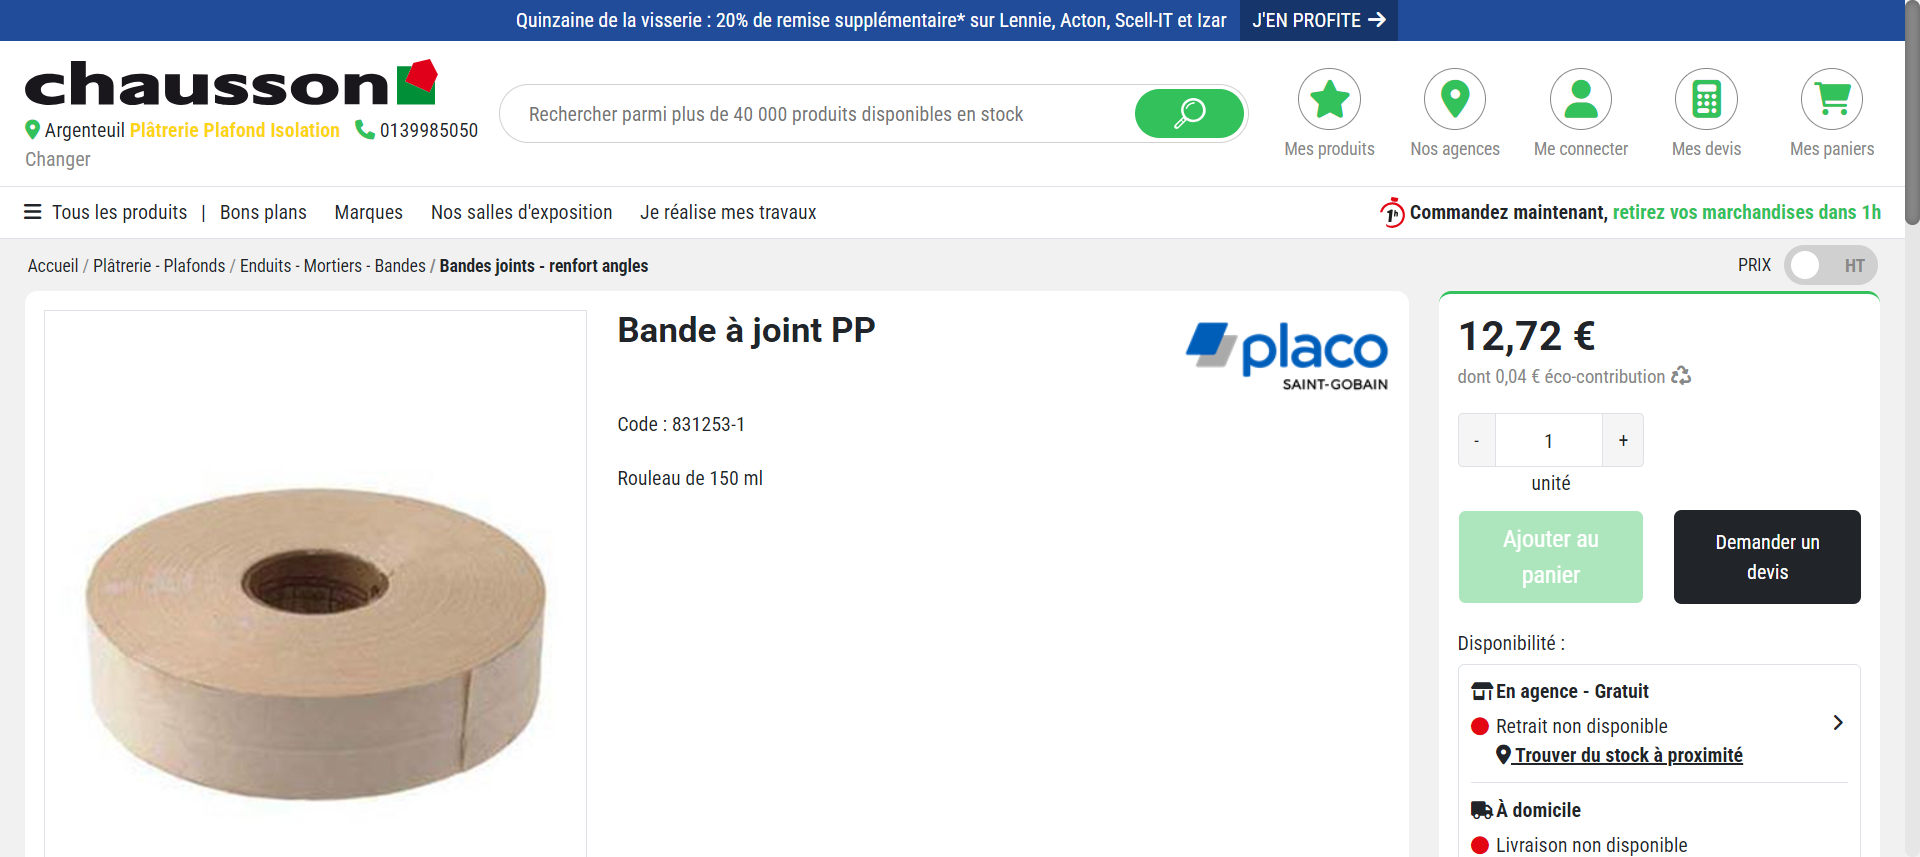 Quinzaine de la visserie : 20% de remise supplémentaire* sur Lennie, Acton, Scell-IT et Izar J'EN PROFITE
chausson
Argenteuil Plâtrerie Plafond Isolation 0139985050
Changer
Rechercher parmi plus de 40 000 produits disponibles en stock
Mes produits
Nos agences
Me connecter
Mes devis
Mes paniers
Tous les produits | Bons plans Marques Nos salles d'exposition Je réalise mes travaux
1h Commandez maintenant, retirez vos marchandises dans 1h
Accueil / Plâtrerie - Plafonds / Enduits - Mortiers - Bandes / Bandes joints - renfort angles
PRIX HT
Bande à joint PP
placo
SAINT-GOBAIN
Code : 831253-1
Rouleau de 150 ml
12,72 €
dont 0,04 € éco-contribution
- 1 +
unité
Ajouter au
panier
Demander un
devis
Disponibilité :
En agence - Gratuit
Retrait non disponible
Trouver du stock à proximité
À domicile
Livraison non disponible